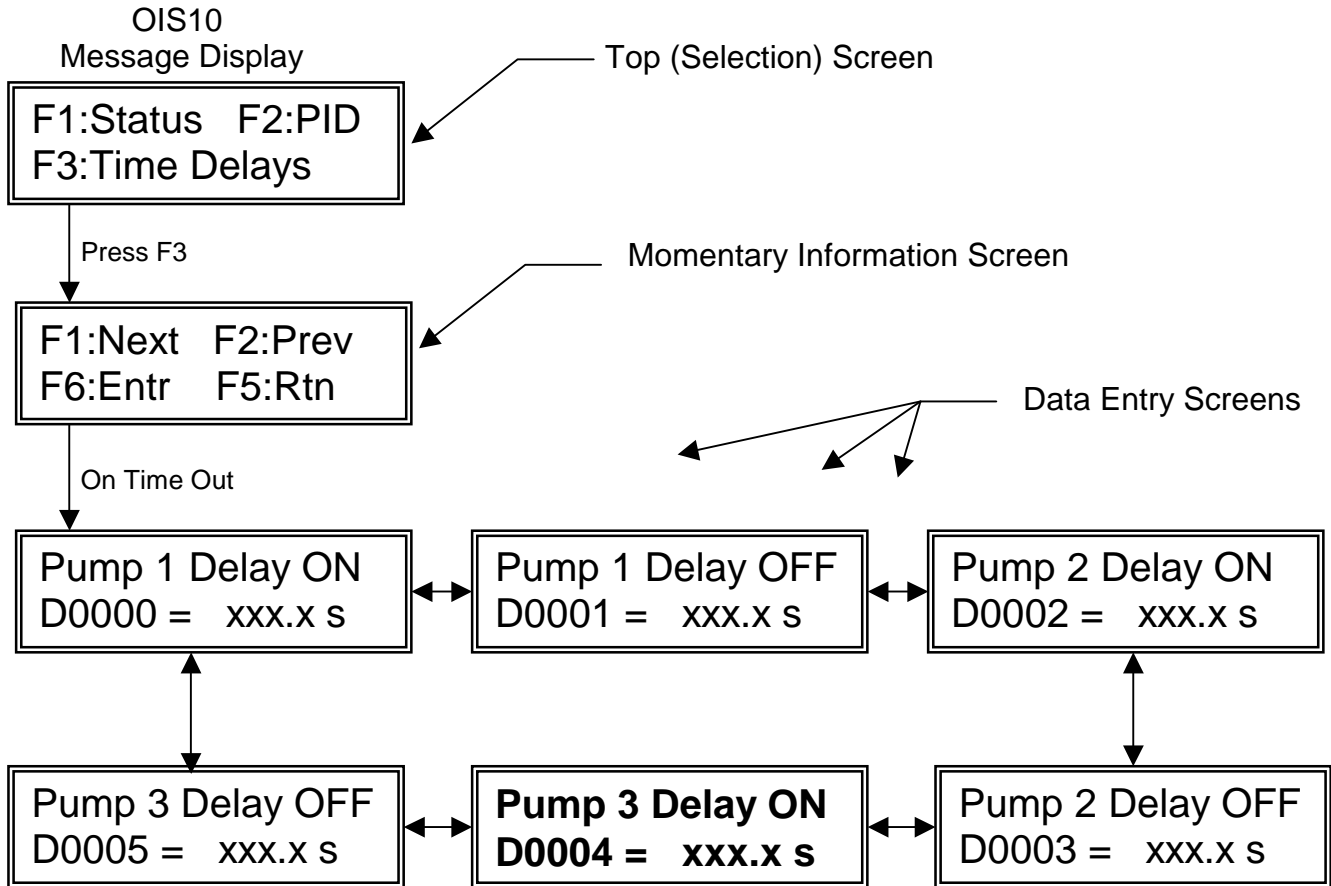 OIS10
Message Display
Top (Selection) Screen
F1:Status F2:PID
F3:Time Delays
Press F3
Momentary Information Screen
F1:Next F2:Prev
F6:Entr F5:Rtn
Data Entry Screens
On Time Out
Pump 1 Delay ON
D0000 = xxx.x s
Pump 1 Delay OFF
D0001 = xxx.x s
Pump 2 Delay ON
D0002 = xxx.x s
Pump 3 Delay OFF
D0005 = xxx.x s
Pump 3 Delay ON
D0004 = xxx.x s
Pump 2 Delay OFF
D0003 = xxx.x s